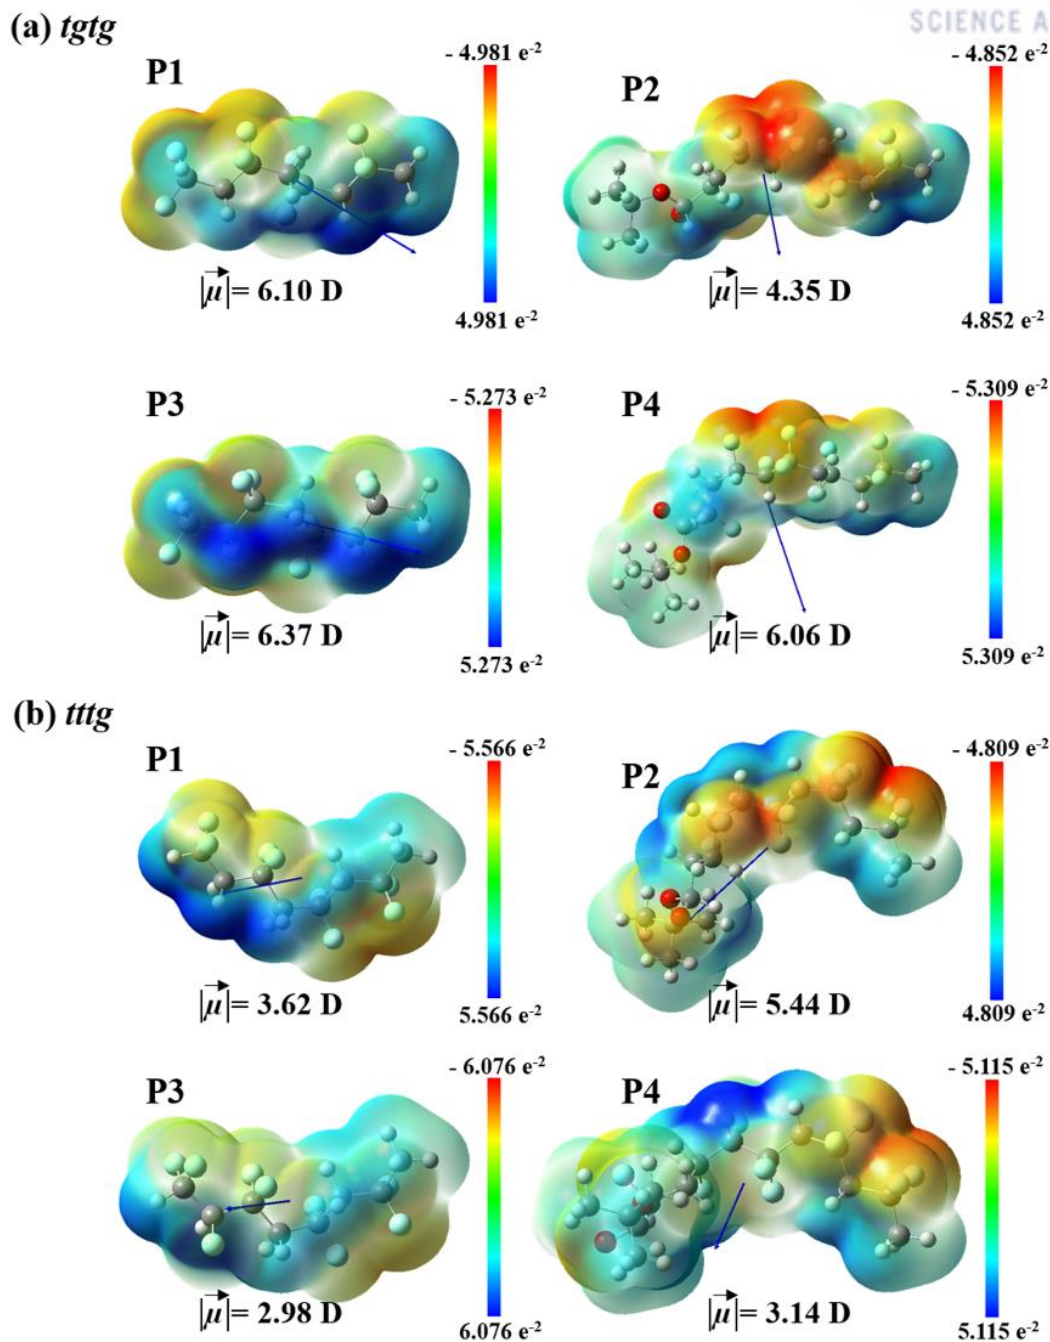 SCIENCE A
(a) tgtg
P1
- 4.981 e⁻²
4.981 e⁻²
|μ⃗|= 6.10 D
P2
- 4.852 e⁻²
4.852 e⁻²
|μ⃗|= 4.35 D
P3
- 5.273 e⁻²
5.273 e⁻²
|μ⃗|= 6.37 D
P4
- 5.309 e⁻²
5.309 e⁻²
|μ⃗|= 6.06 D
(b) tttg
P1
- 5.566 e⁻²
5.566 e⁻²
|μ⃗|= 3.62 D
P2
- 4.809 e⁻²
4.809 e⁻²
|μ⃗|= 5.44 D
P3
- 6.076 e⁻²
6.076 e⁻²
|μ⃗|= 2.98 D
P4
- 5.115 e⁻²
5.115 e⁻²
|μ⃗|= 3.14 D